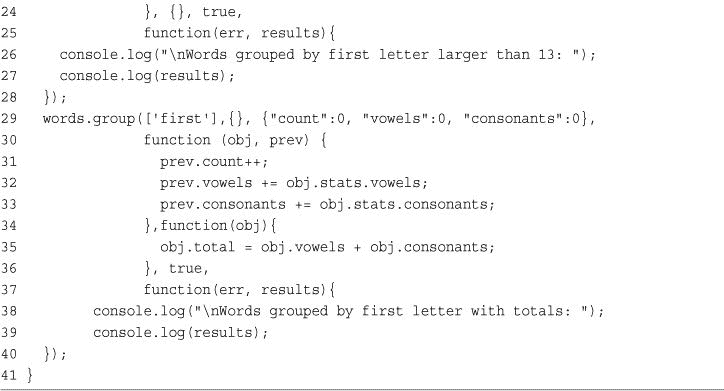 24               }, {}, true,
25               function(err, results){
26     console.log("\nWords grouped by first letter larger than 13: ");
27     console.log(results);
28   });
29   words.group(['first'],{}, {"count":0, "vowels":0, "consonants":0},
30               function (obj, prev) {
31                 prev.count++;
32                 prev.vowels += obj.stats.vowels;
33                 prev.consonants += obj.stats.consonants;
34               },function(obj){
35                 obj.total = obj.vowels + obj.consonants;
36               }, true,
37               function(err, results){
38         console.log("\nWords grouped by first letter with totals: ");
39         console.log(results);
40   });
41 }